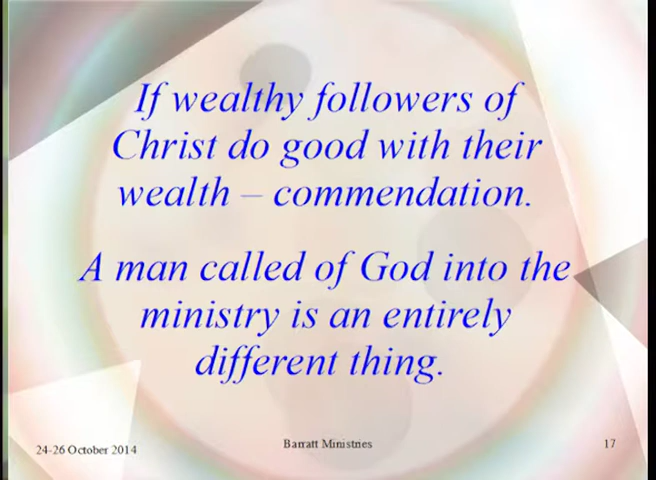 If wealthy followers of
Christ do good with their
wealth – commendation.
A man called of God into the
ministry is an entirely
different thing.
24-26 October 2014
Barratt Ministries
17